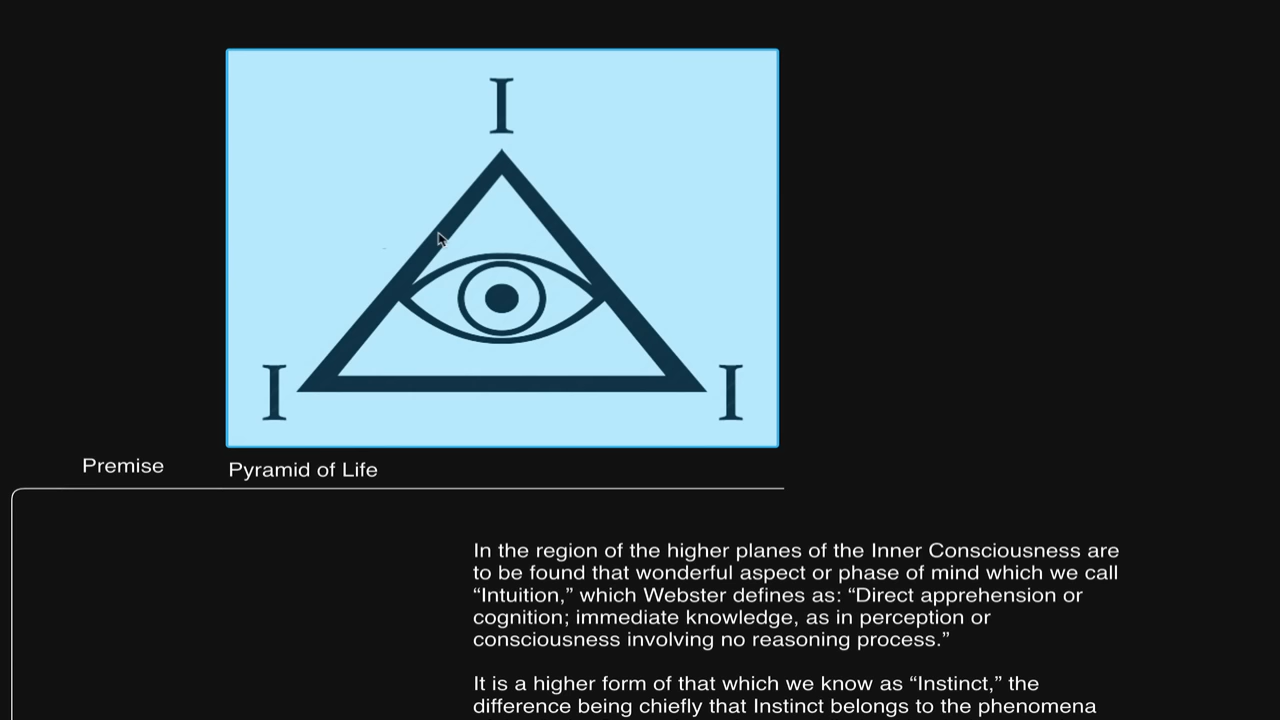 I
I
I
Premise
Pyramid of Life
In the region of the higher planes of the Inner Consciousness are
to be found that wonderful aspect or phase of mind which we call
“Intuition,” which Webster defines as: “Direct apprehension or
cognition; immediate knowledge, as in perception or
consciousness involving no reasoning process.”
It is a higher form of that which we know as “Instinct,” the
difference being chiefly that Instinct belongs to the phenomena